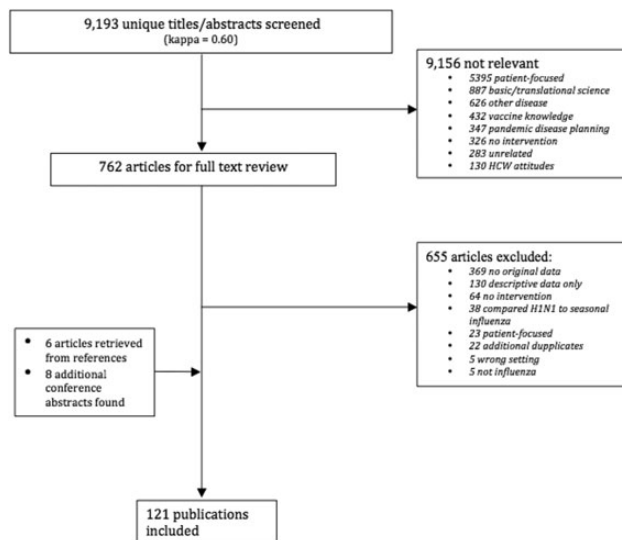 9,193 unique titles/abstracts screened
(kappa = 0.60)
9,156 not relevant
• 5395 patient-focused
• 887 basic/translational science
• 626 other disease
• 432 vaccine knowledge
• 347 pandemic disease planning
• 326 no intervention
• 283 unrelated
• 130 HCW attitudes
762 articles for full text review
655 articles excluded:
• 369 no original data
• 130 descriptive data only
• 64 no intervention
• 38 compared H1N1 to seasonal
influenza
• 23 patient-focused
• 22 additional dupplicates
• 5 wrong setting
• 5 not influenza
• 6 articles retrieved
from references
• 8 additional
conference
abstracts found
121 publications
included